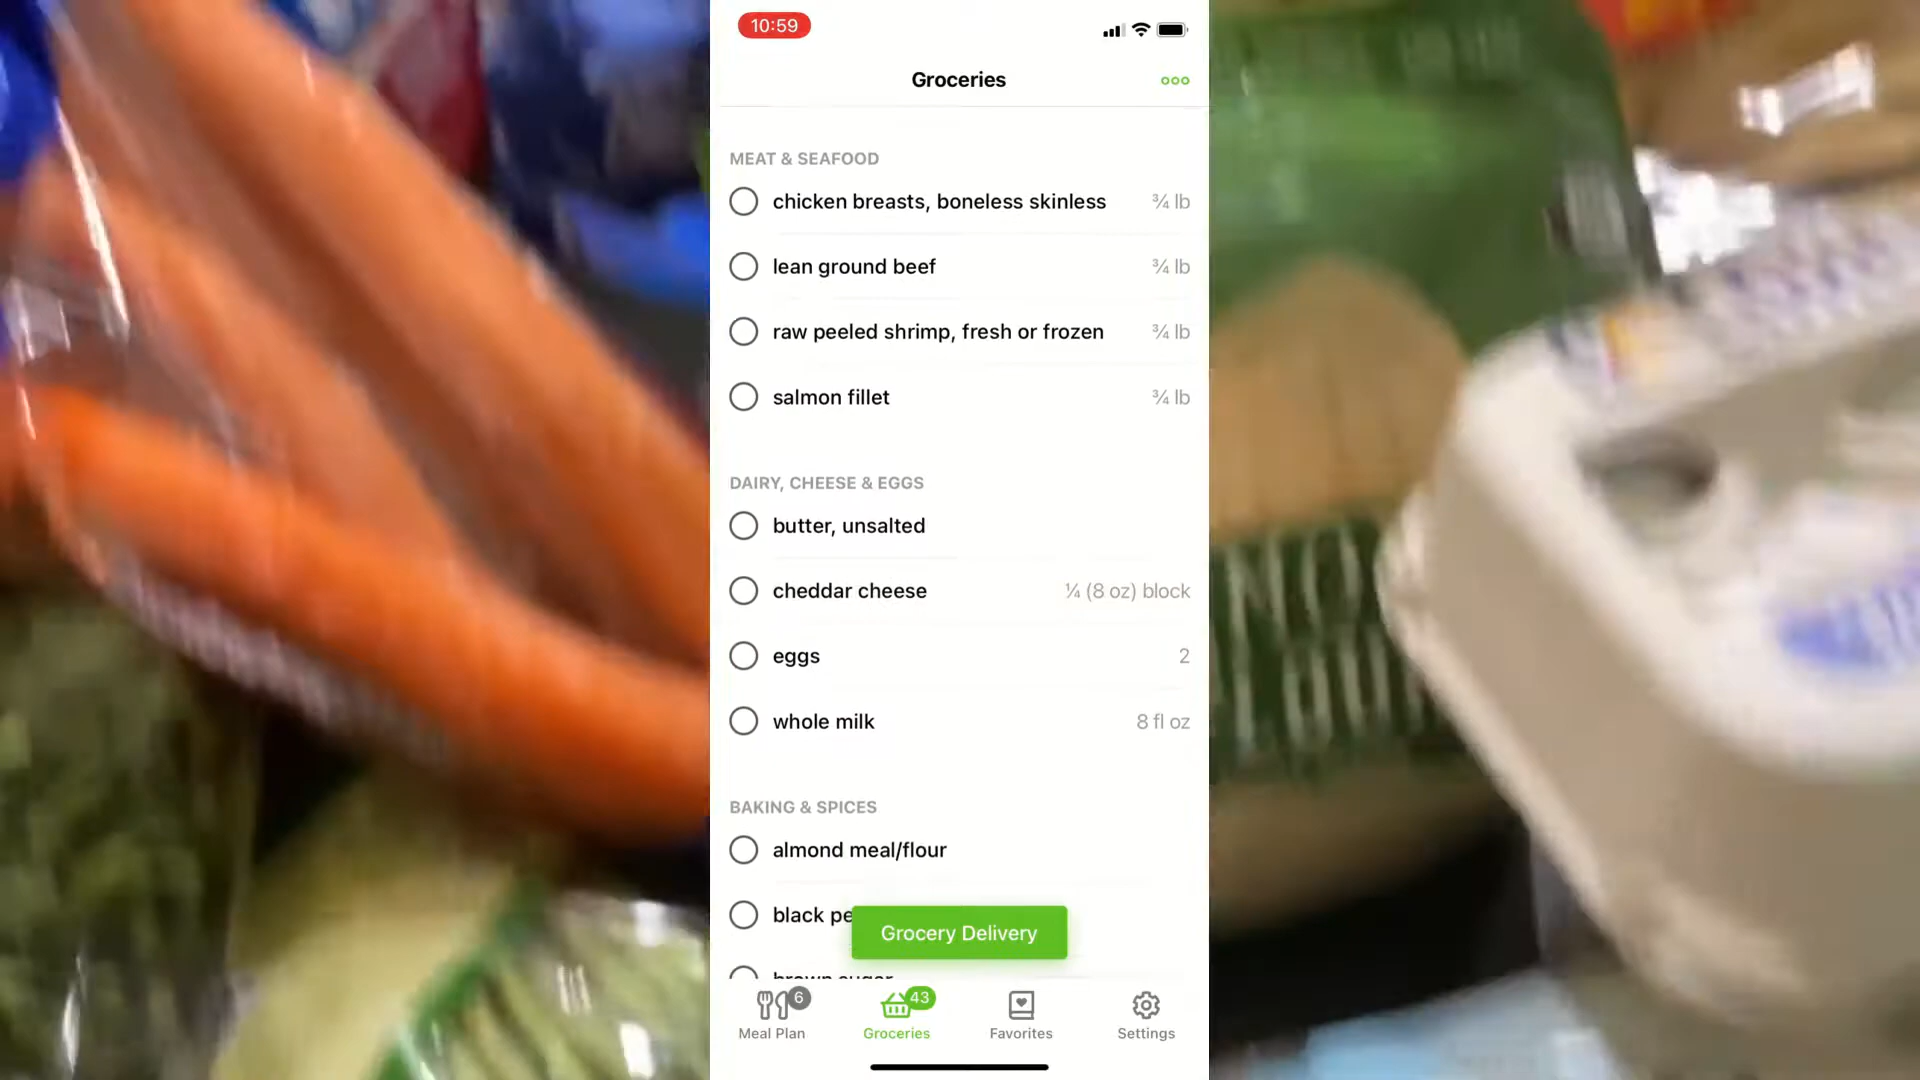 10:59
Groceries
MEAT & SEAFOOD
chicken breasts, boneless skinless ¾ lb
lean ground beef ¾ lb
raw peeled shrimp, fresh or frozen ¾ lb
salmon fillet ¾ lb
DAIRY, CHEESE & EGGS
butter, unsalted
cheddar cheese ¼ (8 oz) block
eggs 2
whole milk 8 fl oz
BAKING & SPICES
almond meal/flour
black pe
Grocery Delivery
brown sugar
6 43
Meal Plan Groceries Favorites Settings